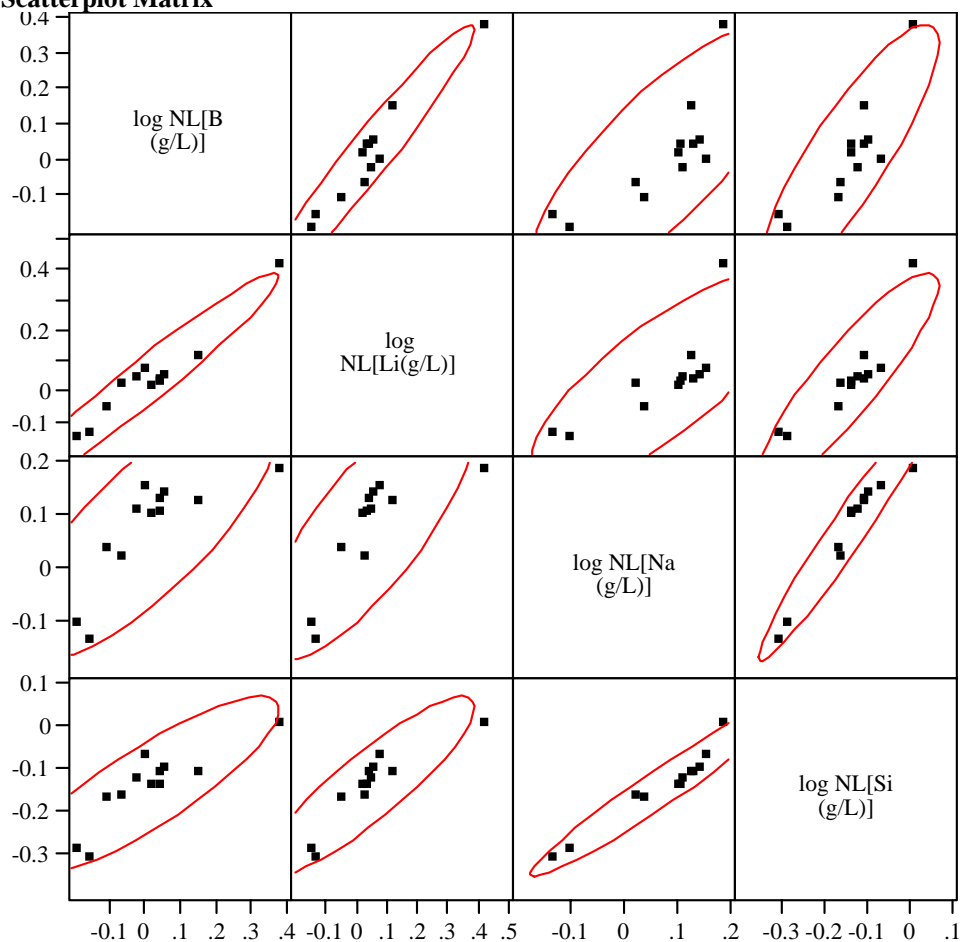 Scatterplot Matrix
0.4
0.3
0.2
0.1
0
-0.1
log NL[B
(g/L)]
0.4
0.2
0
-0.1
log
NL[Li(g/L)]
0.2
0.1
0
-0.1
log NL[Na
(g/L)]
0.1
0
-0.1
-0.2
-0.3
log NL[Si
(g/L)]
-0.1 0 .1 .2 .3 .4 -0.1 0 .1 .2 .3 .4 .5 -0.1 0 0.1 .2 -0.3 -0.2 -0.1 0 .1